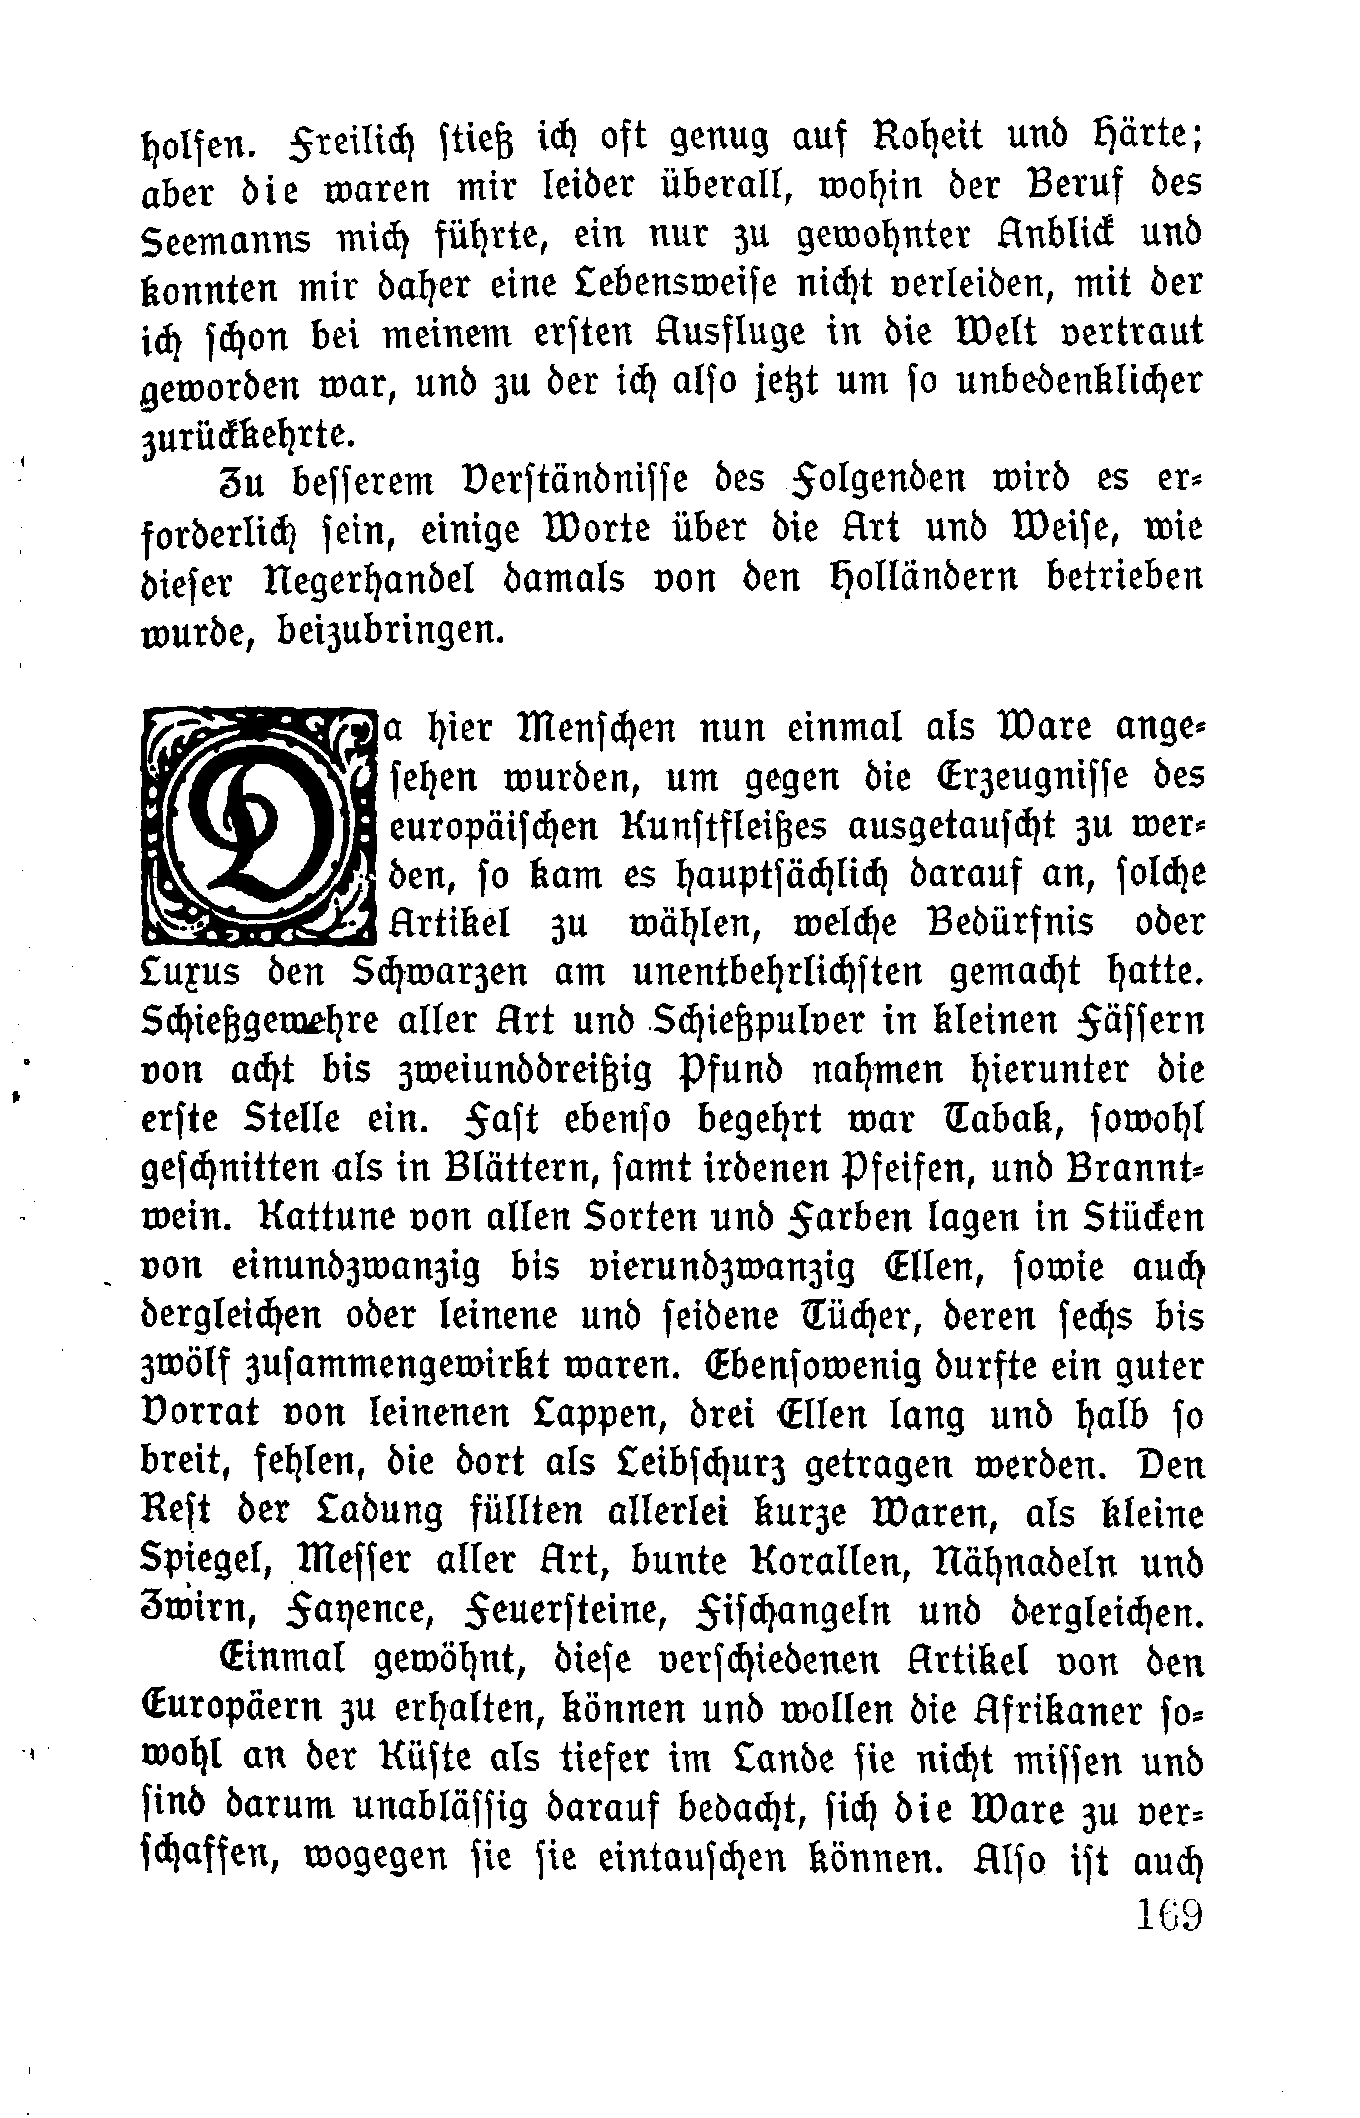 holfen. Freilich ſtieß ich oft genug auf Roheit und Härte;
aber die waren mir leider überall, wohin der Beruf des
Seemanns mich führte, ein nur zu gewohnter Anblick und
konnten mir daher eine Lebensweiſe nicht verleiden, mit der
ich ſchon bei meinem erſten Ausfluge in die Welt vertraut
geworden war, und zu der ich alſo jetzt um ſo unbedenklicher
zurückkehrte.
Zu beſſerem Verſtändniſſe des Folgenden wird es er-
forderlich ſein, einige Worte über die Art und Weiſe, wie
dieſer Negerhandel damals von den Holländern betrieben
wurde, beizubringen.
Da hier Menſchen nun einmal als Ware ange-
ſehen wurden, um gegen die Erzeugniſſe des
europäiſchen Kunſtfleißes ausgetauſcht zu wer-
den, ſo kam es hauptſächlich darauf an, ſolche
Artikel zu wählen, welche Bedürfnis oder
Luxus den Schwarzen am unentbehrlichſten gemacht hatte.
Schießgewehre aller Art und Schießpulver in kleinen Fäſſern
von acht bis zweiunddreißig Pfund nahmen hierunter die
erſte Stelle ein. Faſt ebenſo begehrt war Tabak, ſowohl
geſchnitten als in Blättern, ſamt irdenen Pfeifen, und Brannt-
wein. Kattune von allen Sorten und Farben lagen in Stücken
von einundzwanzig bis vierundzwanzig Ellen, ſowie auch
dergleichen oder leinene und ſeidene Tücher, deren ſechs bis
zwölf zuſammengewirkt waren. Ebenſowenig durfte ein guter
Vorrat von leinenen Lappen, drei Ellen lang und halb ſo
breit, fehlen, die dort als Leibſchurz getragen werden. Den
Reſt der Ladung füllten allerlei kurze Waren, als kleine
Spiegel, Meſſer aller Art, bunte Korallen, Nähnadeln und
Zwirn, Fayence, Feuerſteine, Fiſchangeln und dergleichen.
Einmal gewöhnt, dieſe verſchiedenen Artikel von den
Europäern zu erhalten, können und wollen die Afrikaner ſo-
wohl an der Küſte als tiefer im Lande ſie nicht miſſen und
ſind darum unabläſſig darauf bedacht, ſich die Ware zu ver-
ſchaffen, wogegen ſie ſie eintauſchen können. Alſo iſt auch
169